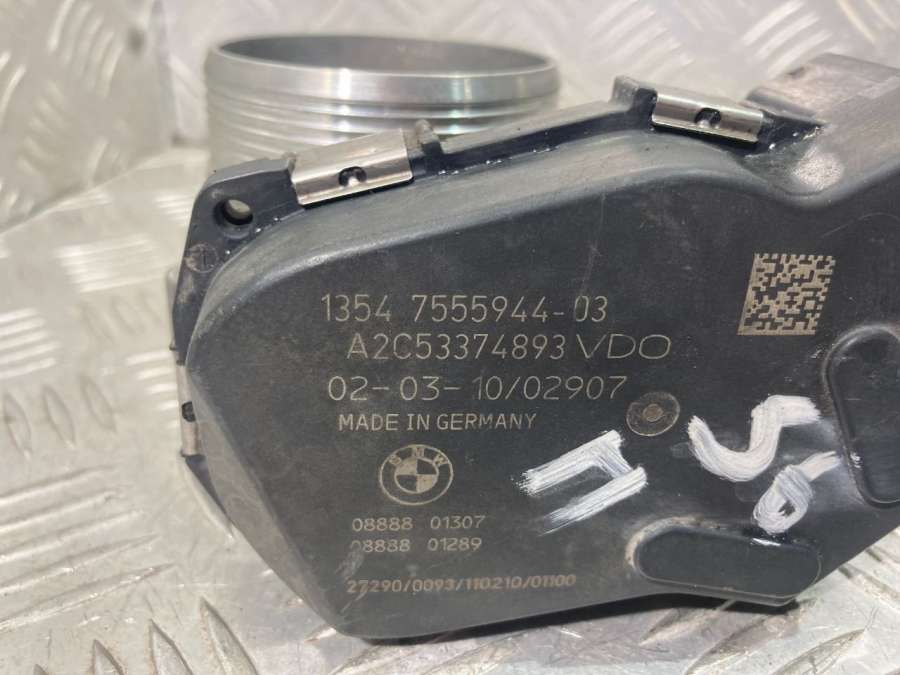 1354 7555944-03
A2C53374893 VDO
02-03-10/02907
MADE IN GERMANY
BMW
08888 01307
08888 01289
27290/0093/110210/01100